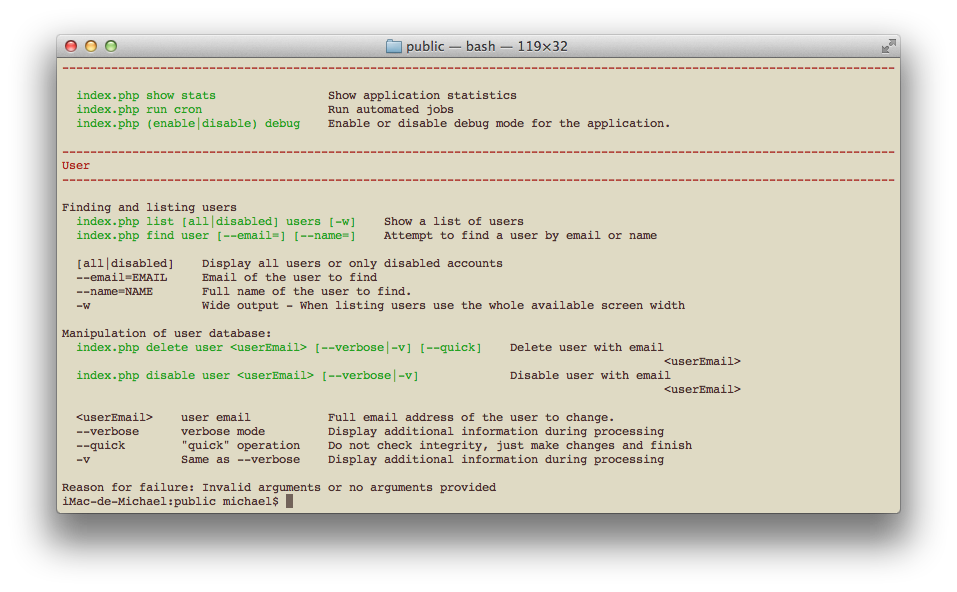 public — bash — 119×32
-----------------------------------------------------------------------------------------------------------------------
index.php show stats                Show application statistics
index.php run cron                  Run automated jobs
index.php (enable|disable) debug    Enable or disable debug mode for the application.
-----------------------------------------------------------------------------------------------------------------------
User
-----------------------------------------------------------------------------------------------------------------------
Finding and listing users
index.php list [all|disabled] users [-w]    Show a list of users
index.php find user [--email=] [--name=]    Attempt to find a user by email or name
[all|disabled]    Display all users or only disabled accounts
--email=EMAIL     Email of the user to find
--name=NAME       Full name of the user to find.
-w                Wide output - When listing users use the whole available screen width
Manipulation of user database:
index.php delete user <userEmail> [--verbose|-v] [--quick]    Delete user with email
<userEmail>
index.php disable user <userEmail> [--verbose|-v]             Disable user with email
<userEmail>
<userEmail>    user email           Full email address of the user to change.
--verbose      verbose mode         Display additional information during processing
--quick        "quick" operation    Do not check integrity, just make changes and finish
-v             Same as --verbose    Display additional information during processing
Reason for failure: Invalid arguments or no arguments provided
iMac-de-Michael:public michael$